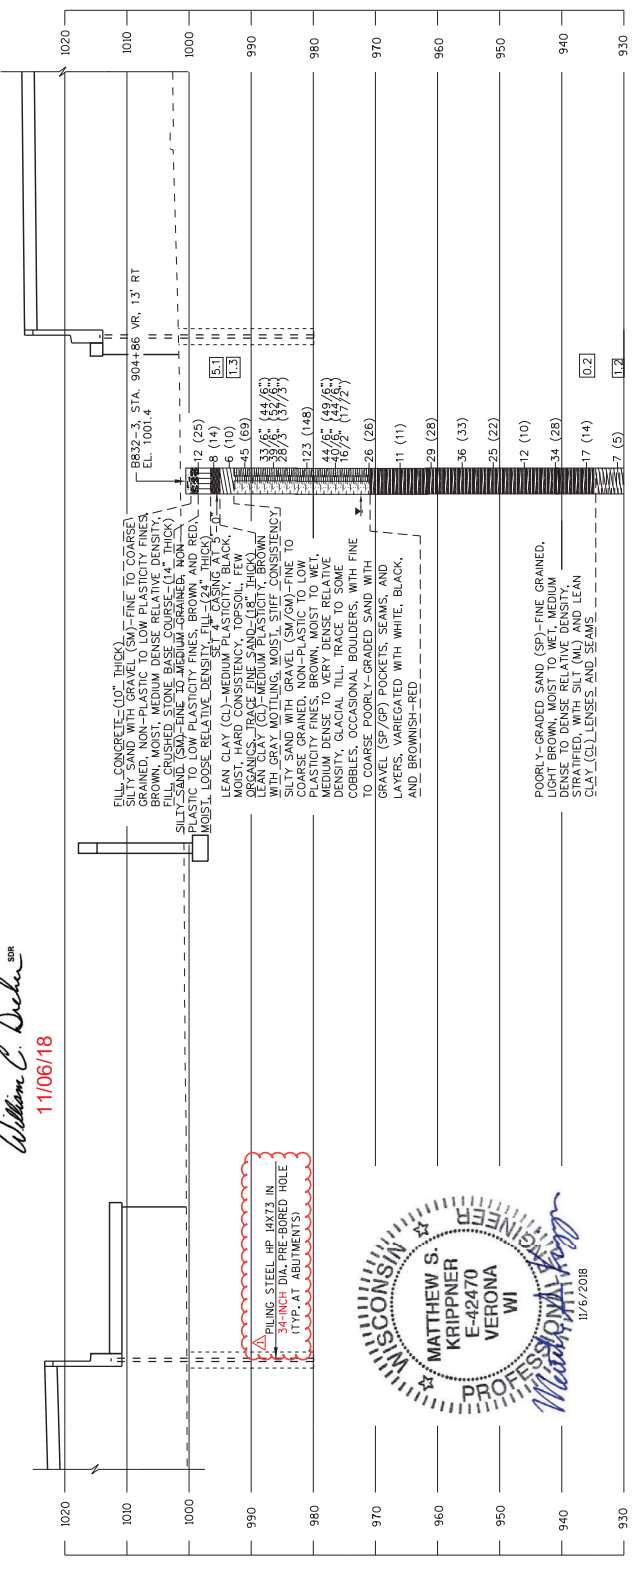 William C. Dreher SDR
11/06/18
1020
1010
1000
990
980
970
960
950
940
930
1020
1010
1000
990
980
970
960
950
940
930
PILING STEEL HP 14X73 IN
34-INCH DIA. PRE-BORED HOLE
(TYP. AT ABUTMENTS)
1
WISCONSIN
MATTHEW S.
KRIPPNER
E-42470
VERONA
WI
PROFESSIONAL ENGINEER
11/6/2018
B832-3, STA. 904+86 VR, 13' RT
EL. 1001.4
FILL, CONCRETE-(10" THICK)
SILTY SAND WITH GRAVEL (SM)-FINE TO COARSE
GRAINED, NON-PLASTIC TO LOW PLASTICITY FINES,
BROWN, MOIST, MEDIUM DENSE RELATIVE DENSITY,
FILL, CRUSHED STONE BASE COURSE-(14" THICK)
SILTY SAND (SM)-FINE TO MEDIUM GRAINED, NON-
PLASTIC TO LOW PLASTICITY FINES, BROWN AND RED,
MOIST, LOOSE RELATIVE DENSITY, FILL-(24" THICK)
SET 4" CASING AT 5'-0"
LEAN CLAY (CL)-MEDIUM PLASTICITY, BLACK,
MOIST, HARD CONSISTENCY, TOPSOIL, FEW
ORGANICS, TRACE FINE SAND-(18" THICK)
LEAN CLAY (CL)-MEDIUM PLASTICITY, BROWN
WITH GRAY MOTTLING, MOIST, STIFF CONSISTENCY
SILTY SAND WITH GRAVEL (SM/GM)-FINE TO
COARSE GRAINED, NON-PLASTIC TO LOW
PLASTICITY FINES, BROWN, MOIST TO WET,
MEDIUM DENSE TO VERY DENSE RELATIVE
DENSITY, GLACIAL TILL, TRACE TO SOME
COBBLES, OCCASIONAL BOULDERS, WITH FINE
TO COARSE POORLY-GRADED SAND WITH
GRAVEL (SP/GP) POCKETS, SEAMS, AND
LAYERS, VARIEGATED WITH WHITE, BLACK,
AND BROWNISH-RED
POORLY-GRADED SAND (SP)-FINE GRAINED,
LIGHT BROWN, MOIST TO WET, MEDIUM
DENSE TO DENSE RELATIVE DENSITY,
STRATIFIED, WITH SILT (ML) AND LEAN
CLAY (CL) LENSES AND SEAMS
12 (25)
8 (14)
6 (10)
45 (69)
33/6" (44/6")
39/6" (52/6")
28/3" (37/3")
123 (148)
44/6" (49/6")
40/6" (44/6")
16/2" (17/2")
26 (26)
11 (11)
29 (28)
36 (33)
25 (22)
12 (10)
34 (28)
17 (14)
7 (5)
5.1
1.3
0.2
1.2